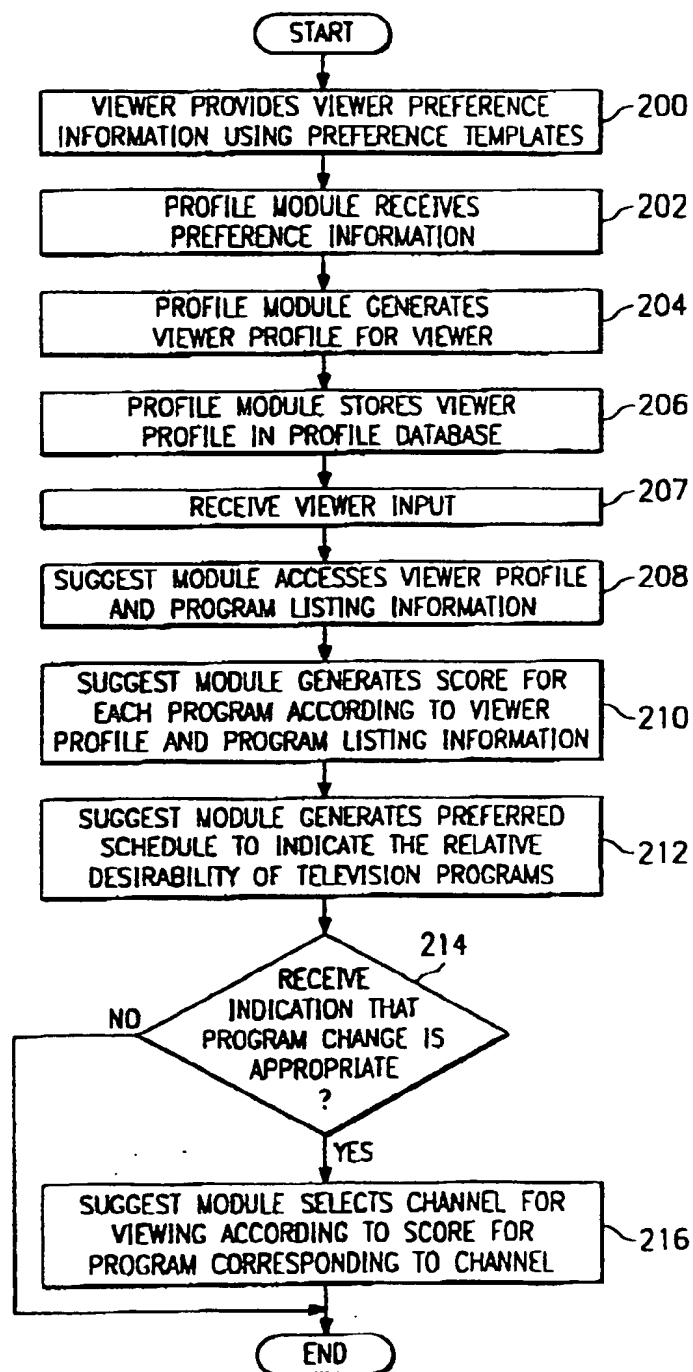 START
VIEWER PROVIDES VIEWER PREFERENCE
INFORMATION USING PREFERENCE TEMPLATES
200
PROFILE MODULE RECEIVES
PREFERENCE INFORMATION
202
PROFILE MODULE GENERATES
VIEWER PROFILE FOR VIEWER
204
PROFILE MODULE STORES VIEWER
PROFILE IN PROFILE DATABASE
206
RECEIVE VIEWER INPUT
207
SUGGEST MODULE ACCESSES VIEWER PROFILE
AND PROGRAM LISTING INFORMATION
208
SUGGEST MODULE GENERATES SCORE FOR
EACH PROGRAM ACCORDING TO VIEWER
PROFILE AND PROGRAM LISTING INFORMATION
210
SUGGEST MODULE GENERATES PREFERRED
SCHEDULE TO INDICATE THE RELATIVE
DESIRABILITY OF TELEVISION PROGRAMS
212
214
RECEIVE
INDICATION THAT
PROGRAM CHANGE IS
APPROPRIATE
?
NO
YES
SUGGEST MODULE SELECTS CHANNEL FOR
VIEWING ACCORDING TO SCORE FOR
PROGRAM CORRESPONDING TO CHANNEL
216
END